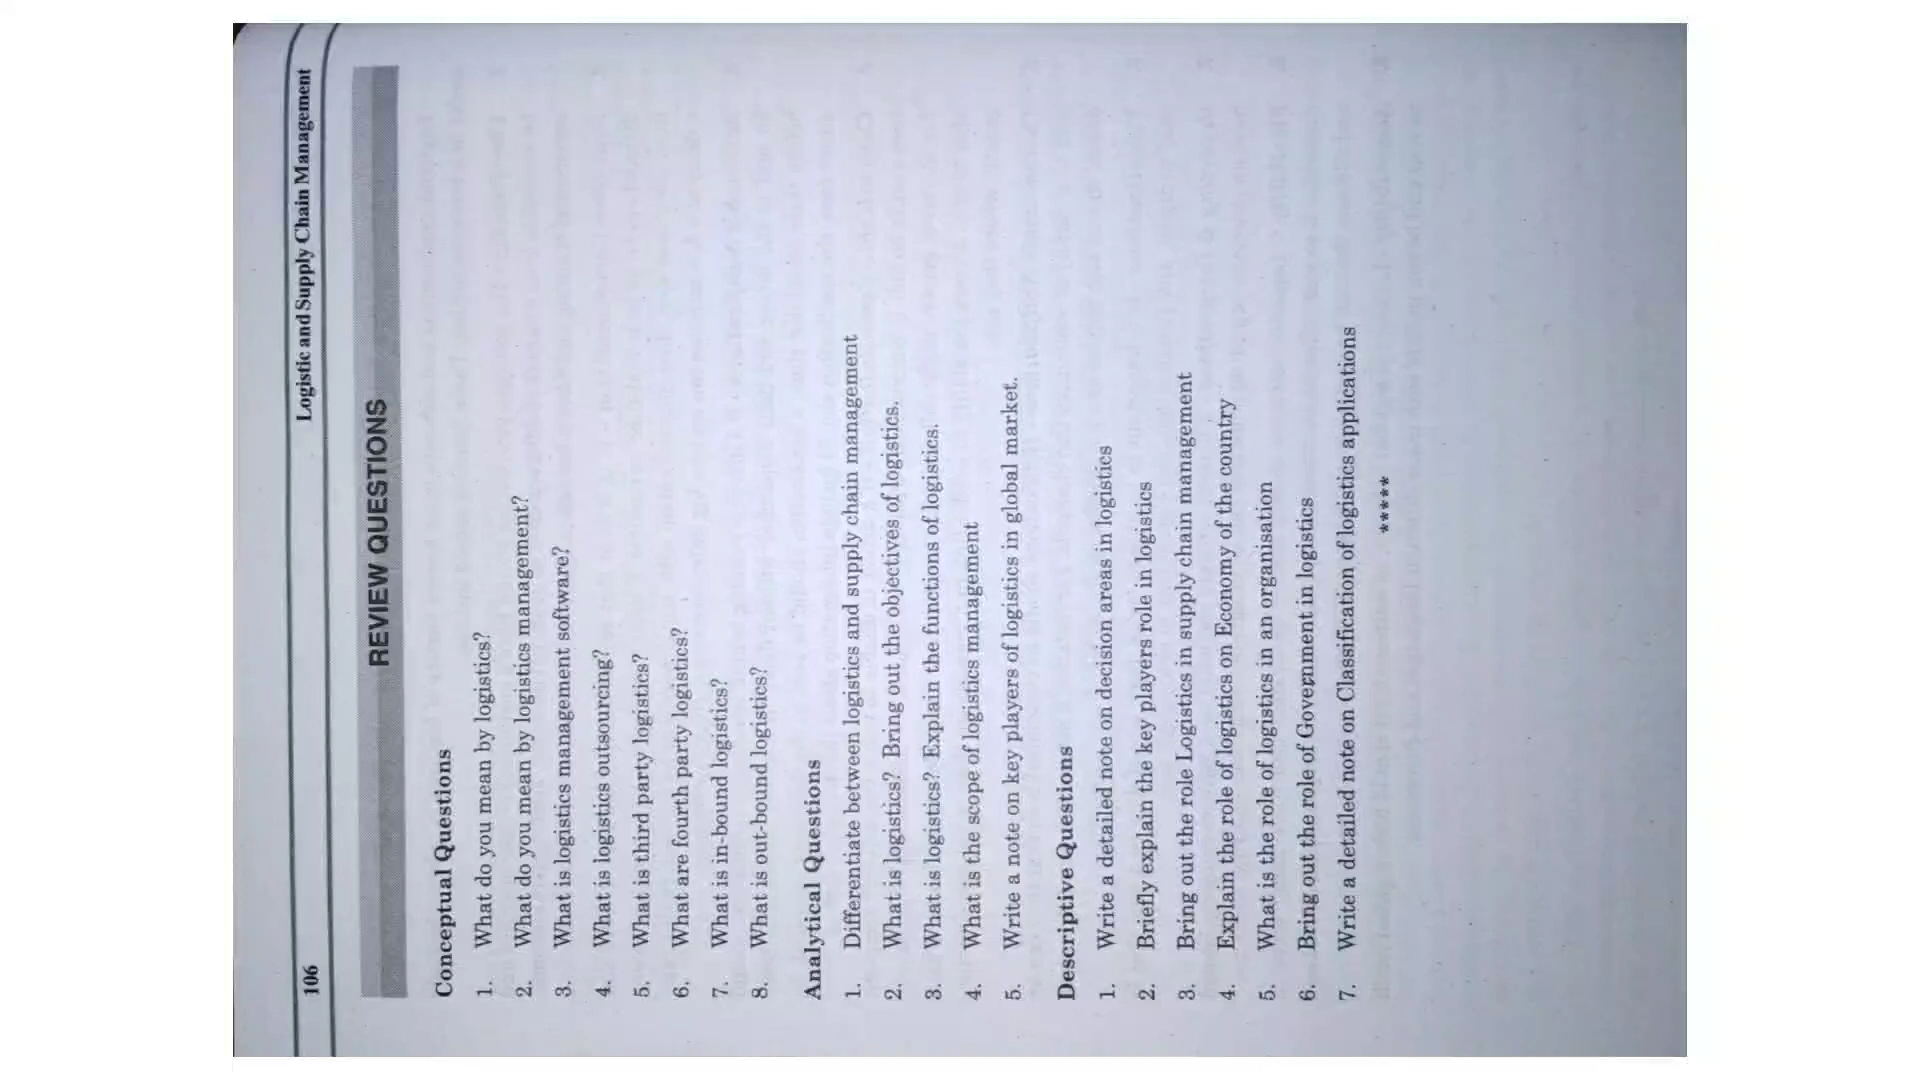 106 Logistic and Supply Chain Management
REVIEW QUESTIONS
Conceptual Questions
1. What do you mean by logistics?
2. What do you mean by logistics management?
3. What is logistics management software?
4. What is logistics outsourcing?
5. What is third party logistics?
6. What are fourth party logistics?
7. What is in-bound logistics?
8. What is out-bound logistics?
Analytical Questions
1. Differentiate between logistics and supply chain management
2. What is logistics? Bring out the objectives of logistics.
3. What is logistics? Explain the functions of logistics.
4. What is the scope of logistics management
5. Write a note on key players of logistics in global market.
Descriptive Questions
1. Write a detailed note on decision areas in logistics
2. Briefly explain the key players role in logistics
3. Bring out the role Logistics in supply chain management
4. Explain the role of logistics on Economy of the country
5. What is the role of logistics in an organisation
6. Bring out the role of Government in logistics
7. Write a detailed note on Classification of logistics applications
*****